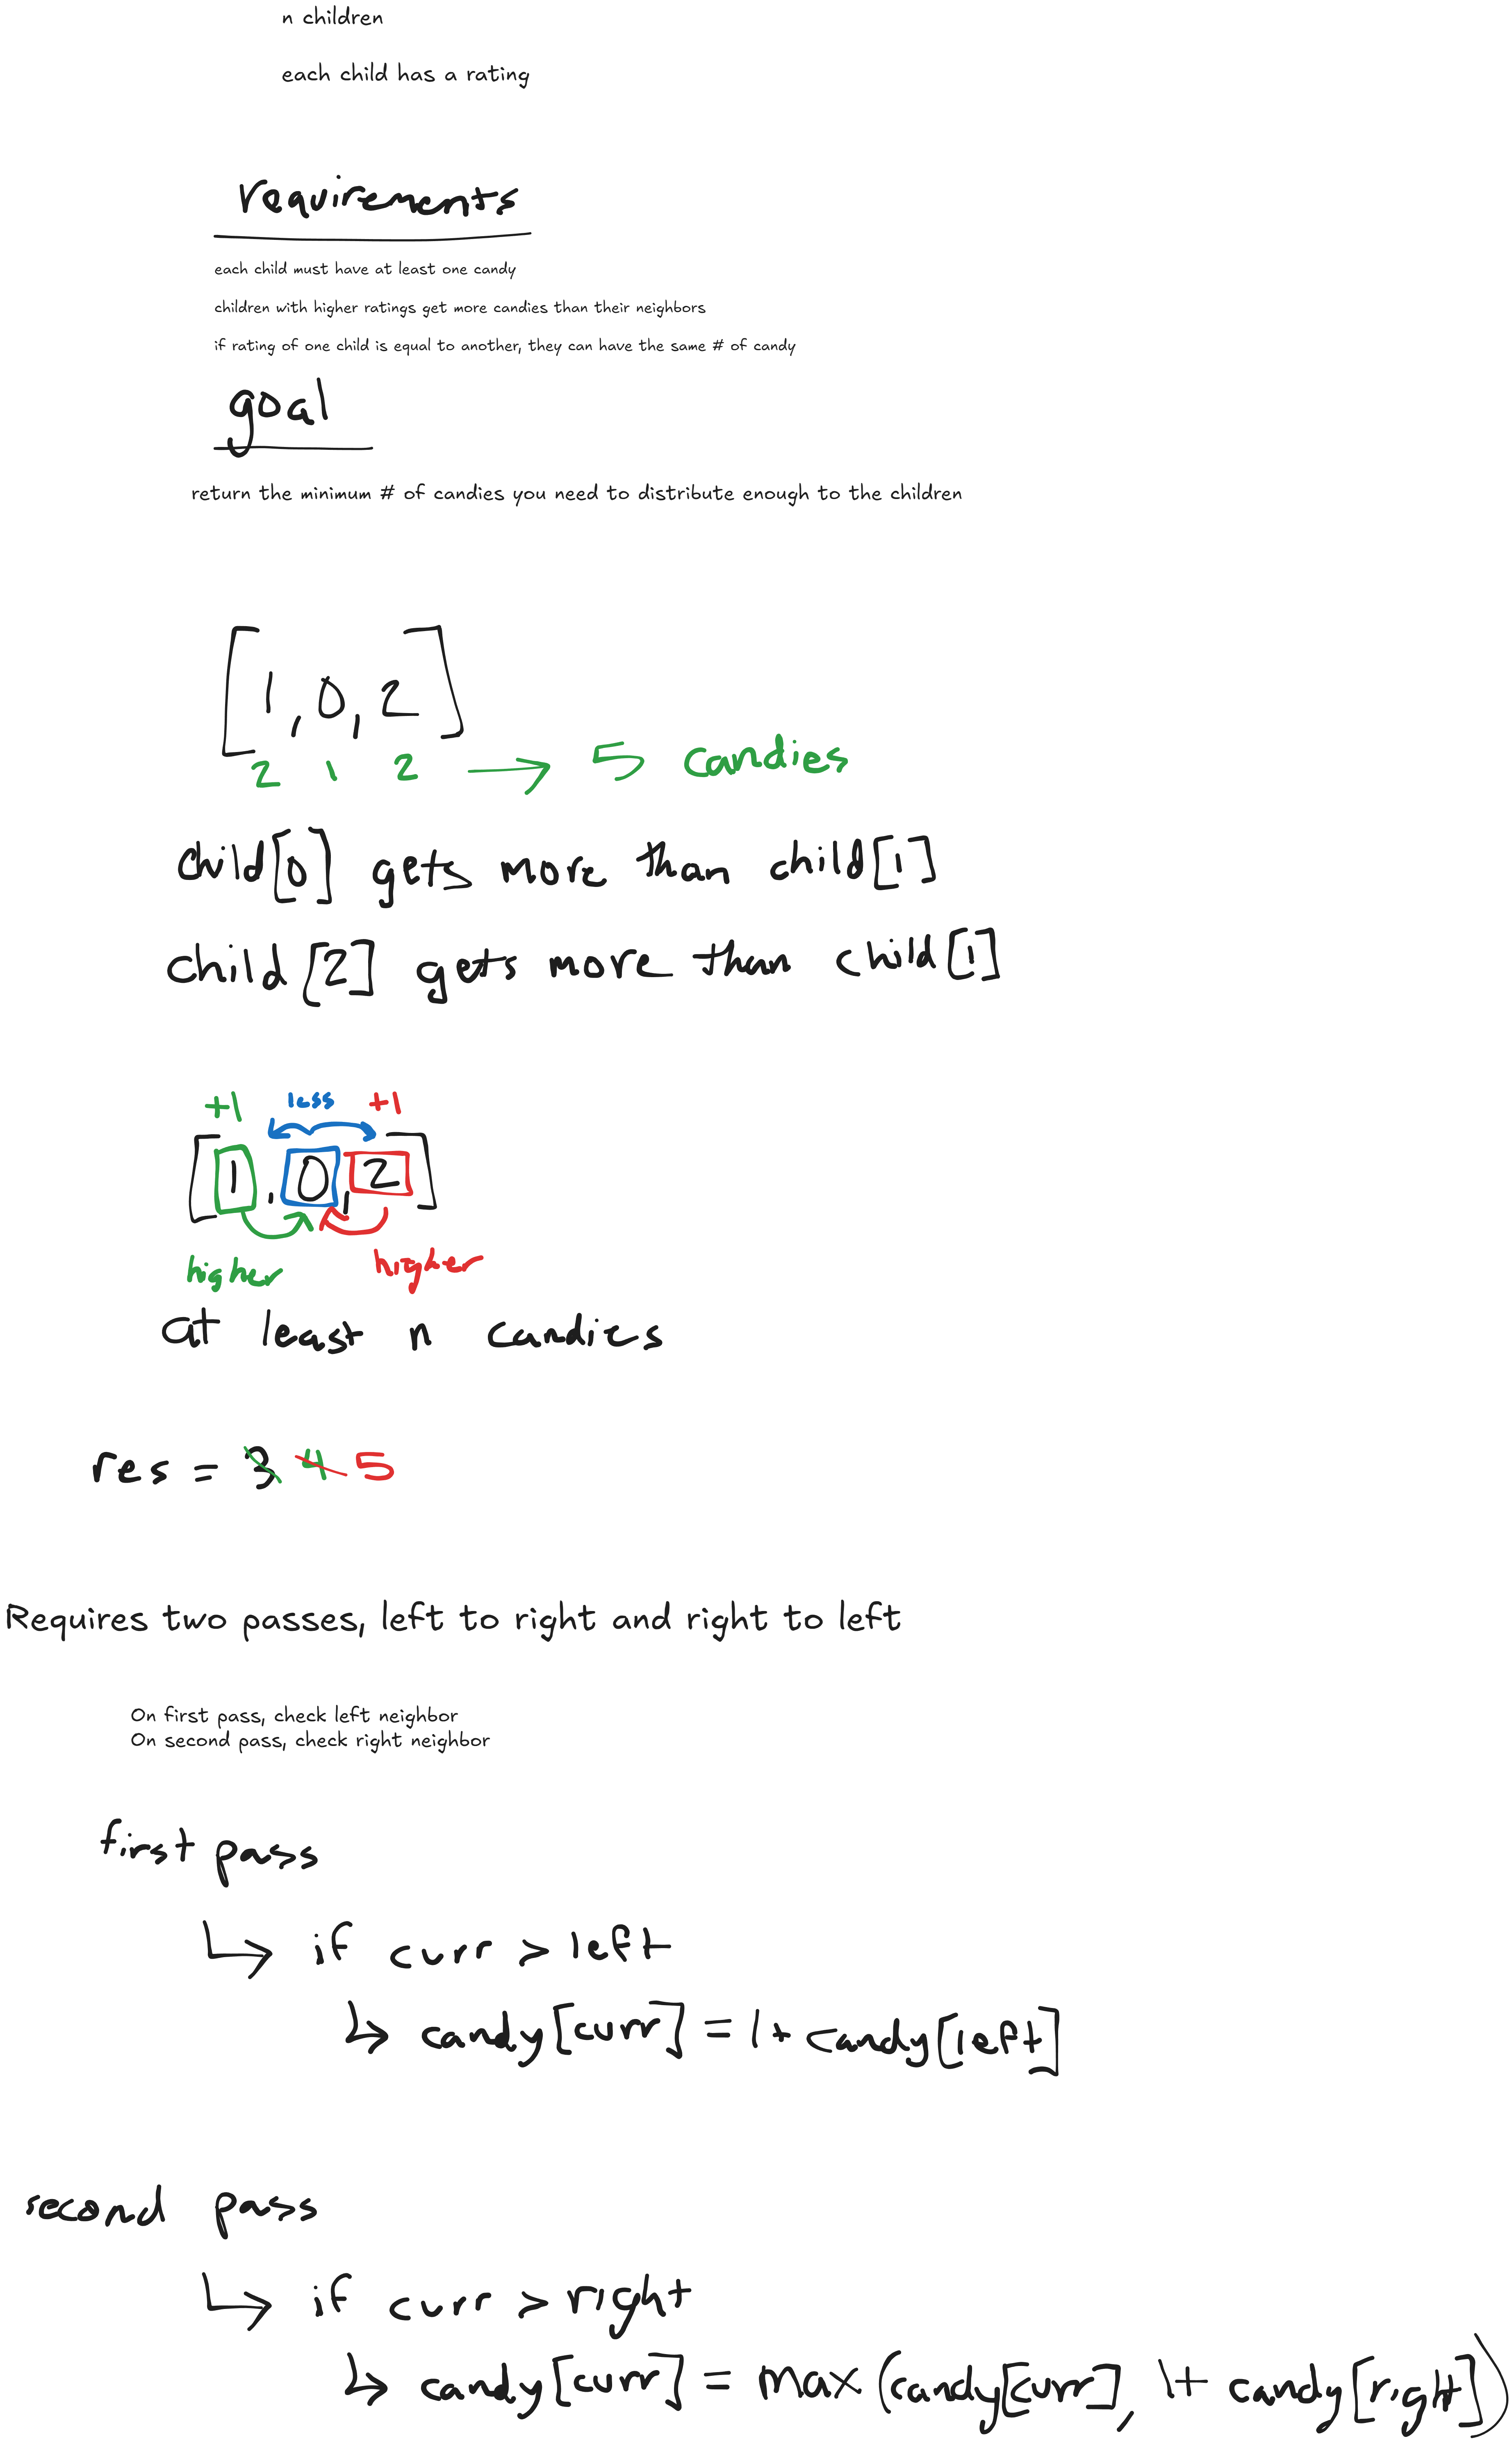 n children
each child has a rating
requirements
each child must have at least one candy
children with higher ratings get more candies than their neighbors
if rating of one child is equal to another, they can have the same # of candy
goal
return the minimum # of candies you need to distribute enough to the children
[1, 0, 2]
2 1 2 → 5 candies
child[0] gets more than child[1]
child[2] gets more than child[1]
+1 less +1
[1, 0, 2]
higher higher
at least n candies
res = 3 4 5
Requires two passes, left to right and right to left
On first pass, check left neighbor
On second pass, check right neighbor
first pass
↳ if curr > left
↳ candy[curr] = 1 + candy[left]
second pass
↳ if curr > right
↳ candy[curr] = max(candy[curr], 1 + candy[right])